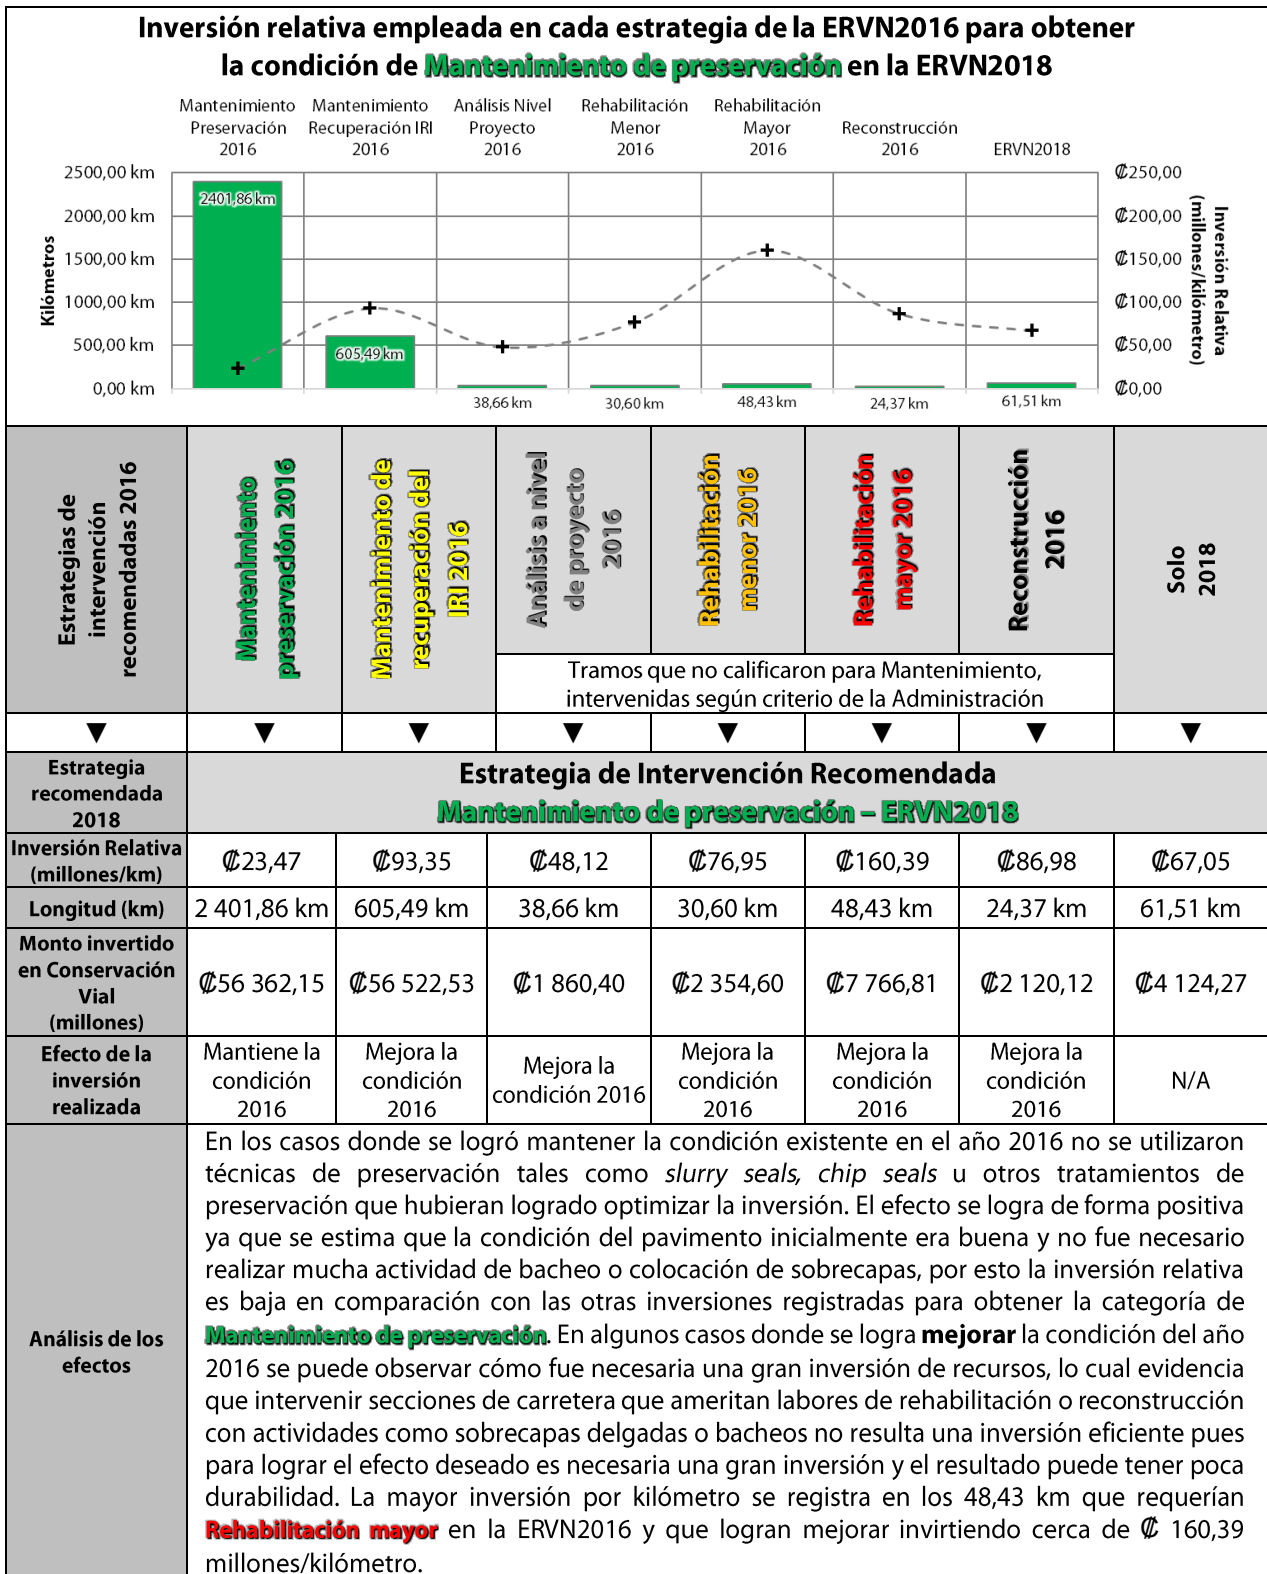 Inversión relativa empleada en cada estrategia de la ERVN2016 para obtener
la condición de Mantenimiento de preservación en la ERVN2018
Mantenimiento
Preservación
2016
Mantenimiento
Recuperación IRI
2016
Análisis Nivel
Proyecto
2016
Rehabilitación
Menor
2016
Rehabilitación
Mayor
2016
Reconstrucción
2016
ERVN2018
Kilómetros
2500,00 km
2000,00 km
1500,00 km
1000,00 km
500,00 km
0,00 km
2401,86 km
605,49 km
38,66 km
30,60 km
48,43 km
24,37 km
61,51 km
₡250,00
₡200,00
₡150,00
₡100,00
₡50,00
₡0,00
Inversión Relativa
(millones/kilómetro)
Estrategias de
intervención
recomendadas 2016
Mantenimiento
preservación 2016
Mantenimiento de
recuperación del
IRI 2016
Análisis a nivel
de proyecto
2016
Rehabilitación
menor 2016
Rehabilitación
mayor 2016
Reconstrucción
2016
Solo
2018
Tramos que no calificaron para Mantenimiento,
intervenidas según criterio de la Administración
▼ ▼ ▼ ▼ ▼ ▼ ▼ ▼
Estrategia
recomendada
2018
Estrategia de Intervención Recomendada
Mantenimiento de preservación – ERVN2018
Inversión Relativa
(millones/km)
₡23,47 ₡93,35 ₡48,12 ₡76,95 ₡160,39 ₡86,98 ₡67,05
Longitud (km) 2 401,86 km 605,49 km 38,66 km 30,60 km 48,43 km 24,37 km 61,51 km
Monto invertido
en Conservación
Vial
(millones)
₡56 362,15 ₡56 522,53 ₡1 860,40 ₡2 354,60 ₡7 766,81 ₡2 120,12 ₡4 124,27
Efecto de la
inversión
realizada
Mantiene la
condición
2016
Mejora la
condición
2016
Mejora la
condición 2016
Mejora la
condición
2016
Mejora la
condición
2016
Mejora la
condición
2016
N/A
Análisis de los
efectos
En los casos donde se logró mantener la condición existente en el año 2016 no se utilizaron
técnicas de preservación tales como slurry seals, chip seals u otros tratamientos de
preservación que hubieran logrado optimizar la inversión. El efecto se logra de forma positiva
ya que se estima que la condición del pavimento inicialmente era buena y no fue necesario
realizar mucha actividad de bacheo o colocación de sobrecapas, por esto la inversión relativa
es baja en comparación con las otras inversiones registradas para obtener la categoría de
Mantenimiento de preservación. En algunos casos donde se logra mejorar la condición del año
2016 se puede observar cómo fue necesaria una gran inversión de recursos, lo cual evidencia
que intervenir secciones de carretera que ameritan labores de rehabilitación o reconstrucción
con actividades como sobrecapas delgadas o bacheos no resulta una inversión eficiente pues
para lograr el efecto deseado es necesaria una gran inversión y el resultado puede tener poca
durabilidad. La mayor inversión por kilómetro se registra en los 48,43 km que requerían
Rehabilitación mayor en la ERVN2016 y que logran mejorar invirtiendo cerca de ₡ 160,39
millones/kilómetro.